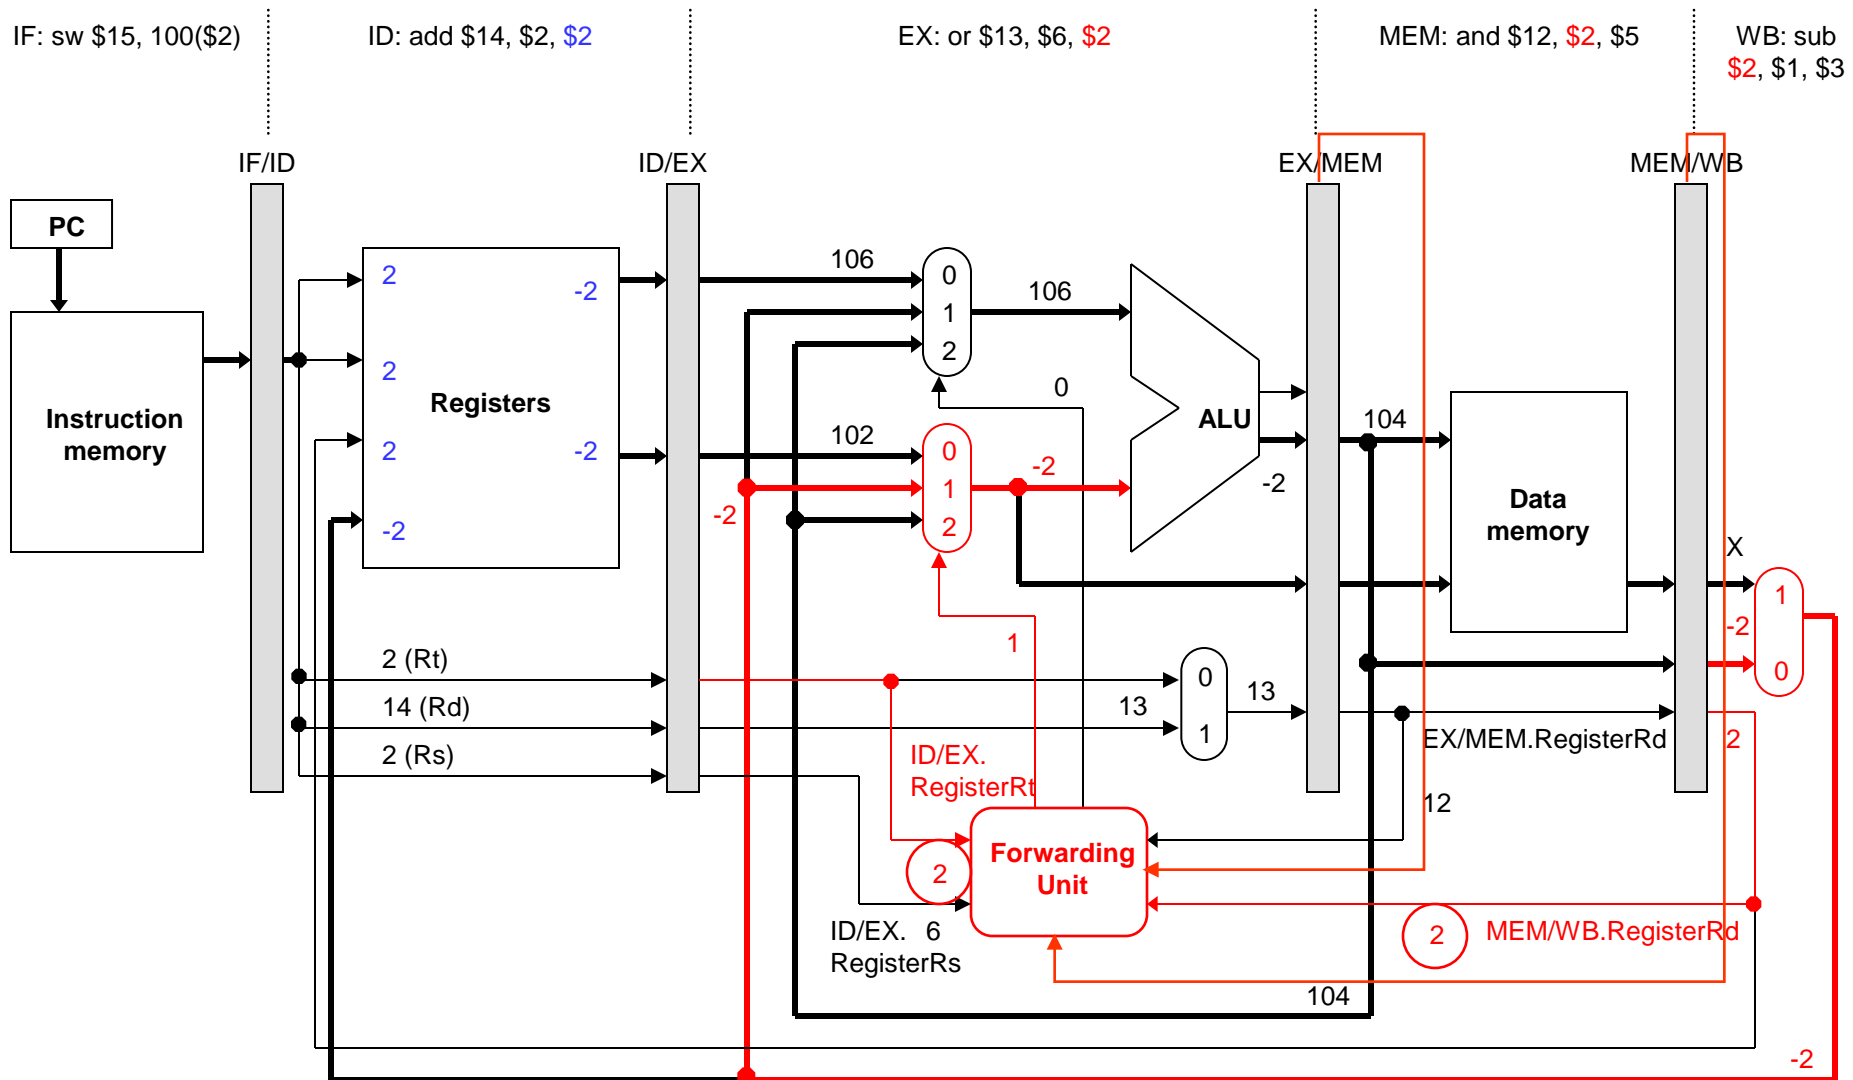 IF: sw $15, 100($2)
ID: add $14, $2, $2
EX: or $13, $6, $2
MEM: and $12, $2, $5
WB: sub
$2, $1, $3
IF/ID
ID/EX
EX/MEM
MEM/WB
PC
Instruction
memory
2
2
2
-2
-2
-2
Registers
106
0
1
2
106
0
102
0
1
2
-2
-2
ALU
-2
104
Data
memory
X
1
-2
0
1
2 (Rt)
14 (Rd)
2 (Rs)
13
0
1
13
EX/MEM.RegisterRd
2
12
ID/EX.
RegisterRt
2
Forwarding
Unit
ID/EX. 6
RegisterRs
2
MEM/WB.RegisterRd
104
-2